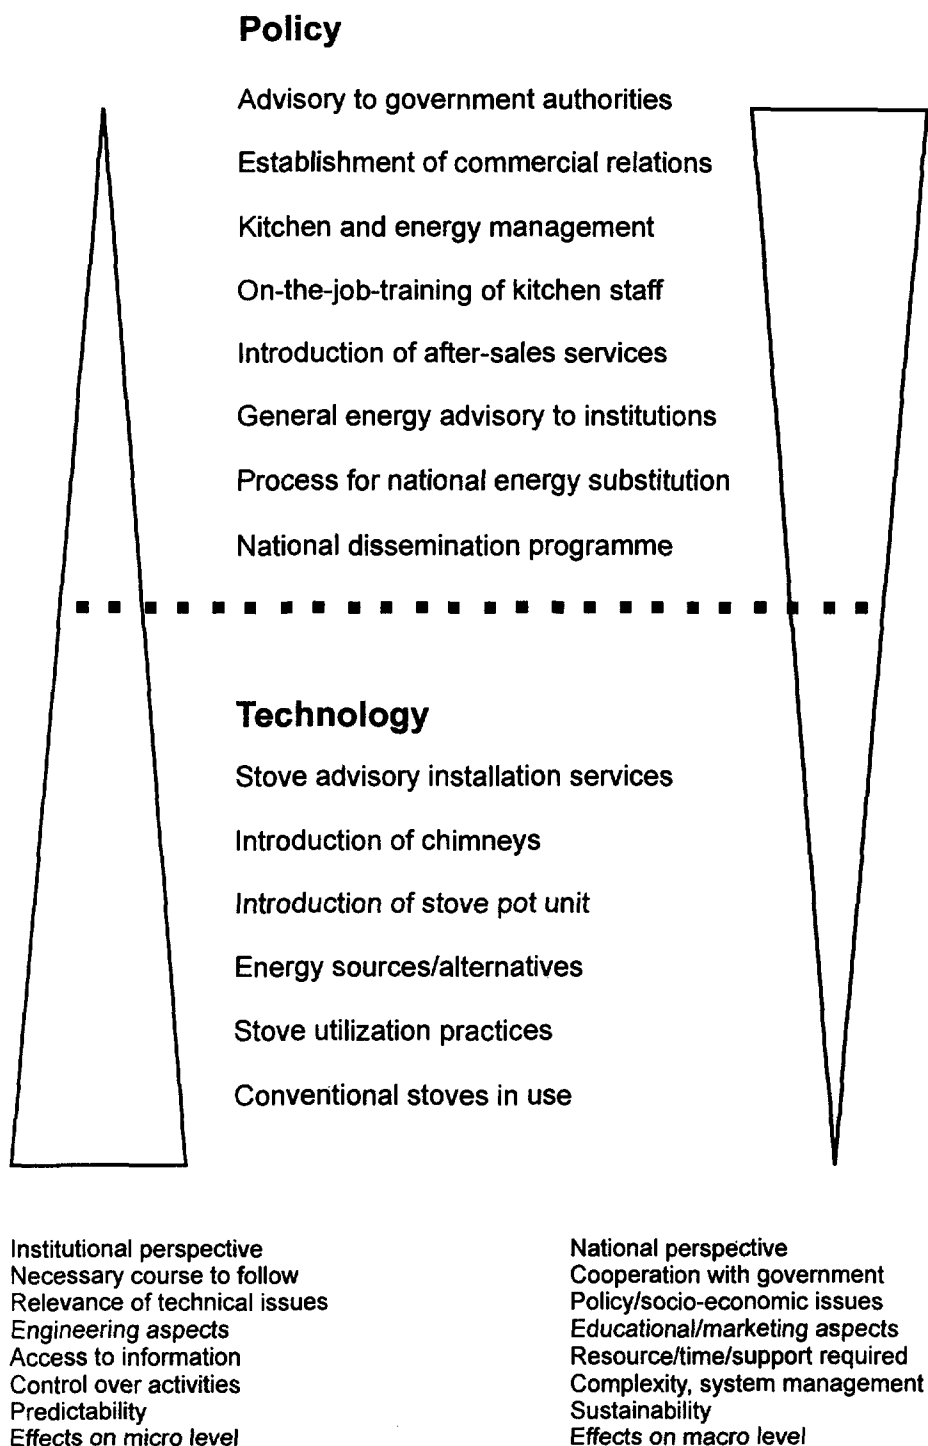 Policy
Advisory to government authorities
Establishment of commercial relations
Kitchen and energy management
On-the-job-training of kitchen staff
Introduction of after-sales services
General energy advisory to institutions
Process for national energy substitution
National dissemination programme
Technology
Stove advisory installation services
Introduction of chimneys
Introduction of stove pot unit
Energy sources/alternatives
Stove utilization practices
Conventional stoves in use
Institutional perspective
Necessary course to follow
Relevance of technical issues
Engineering aspects
Access to information
Control over activities
Predictability
Effects on micro level
National perspective
Cooperation with government
Policy/socio-economic issues
Educational/marketing aspects
Resource/time/support required
Complexity, system management
Sustainability
Effects on macro level